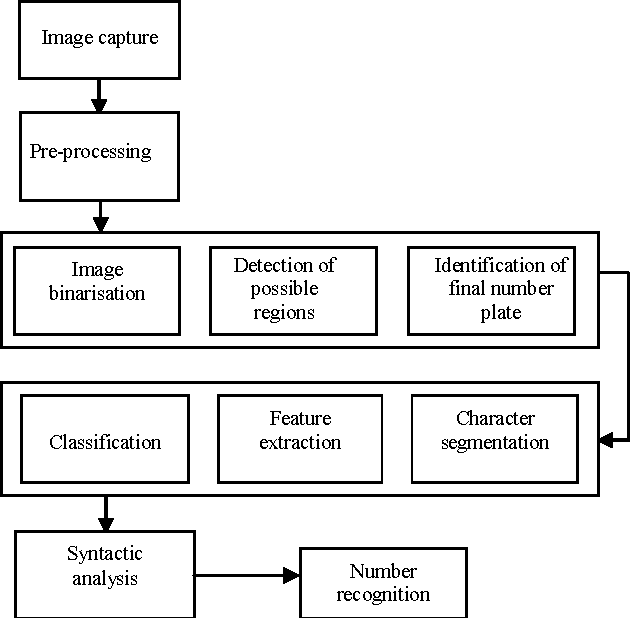 Image capture
Pre-processing
Image
binarisation
Detection of
possible
regions
Identification of
final number
plate
Classification
Feature
extraction
Character
segmentation
Syntactic
analysis
Number
recognition